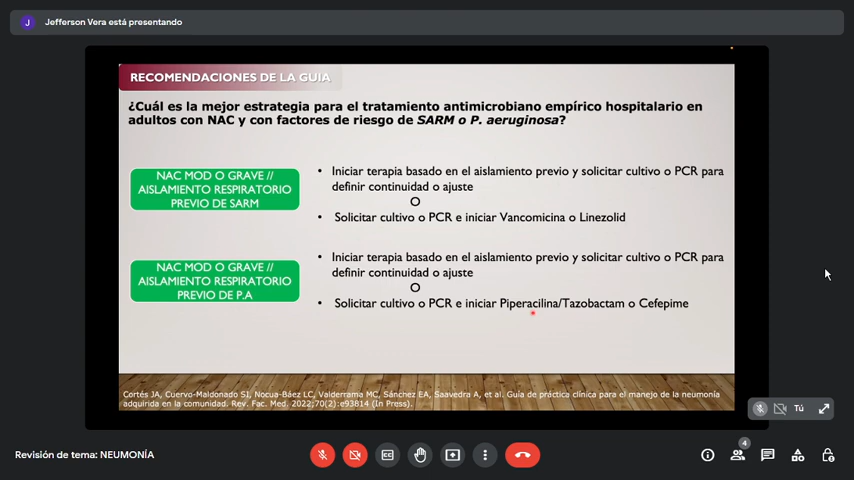 J Jefferson Vera está presentando
RECOMENDACIONES DE LA GUIA
¿Cuál es la mejor estrategia para el tratamiento antimicrobiano empírico hospitalario en
adultos con NAC y con factores de riesgo de SARM o P. aeruginosa?
NAC MOD O GRAVE //
AISLAMIENTO RESPIRATORIO
PREVIO DE SARM
• Iniciar terapia basado en el aislamiento previo y solicitar cultivo o PCR para
definir continuidad o ajuste
O
• Solicitar cultivo o PCR e iniciar Vancomicina o Linezolid
NAC MOD O GRAVE //
AISLAMIENTO RESPIRATORIO
PREVIO DE P.A
• Iniciar terapia basado en el aislamiento previo y solicitar cultivo o PCR para
definir continuidad o ajuste
O
• Solicitar cultivo o PCR e iniciar Piperacilina/Tazobactam o Cefepime
Cortés JA, Cuervo-Maldonado SI, Nocua-Báez LC, Valderrama MC, Sánchez EA, Saavedra A, et al. Guía de práctica clínica para el manejo de la neumonía
adquirida en la comunidad. Rev. Fac. Med. 2022;70(2):e93814 (In Press).
Tú
Revisión de tema: NEUMONÍA
CC
4